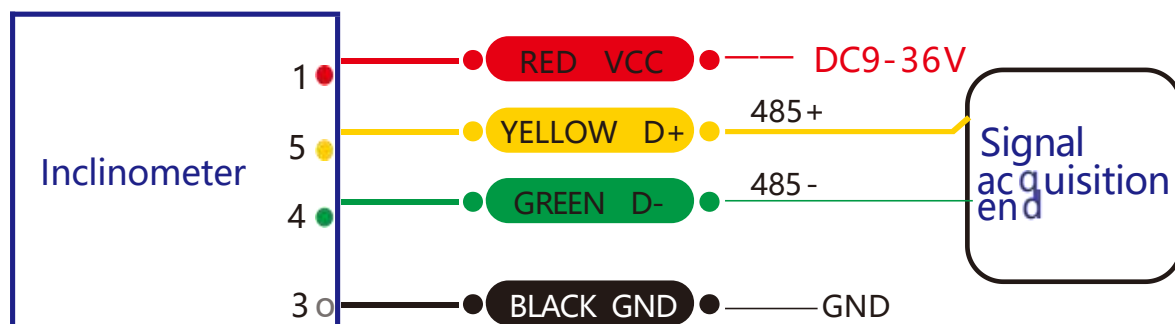 1 RED VCC DC9-36V
5 YELLOW D+ 485+
Inclinometer
4 GREEN D- 485-
Signal
acquisition
end
3 BLACK GND GND